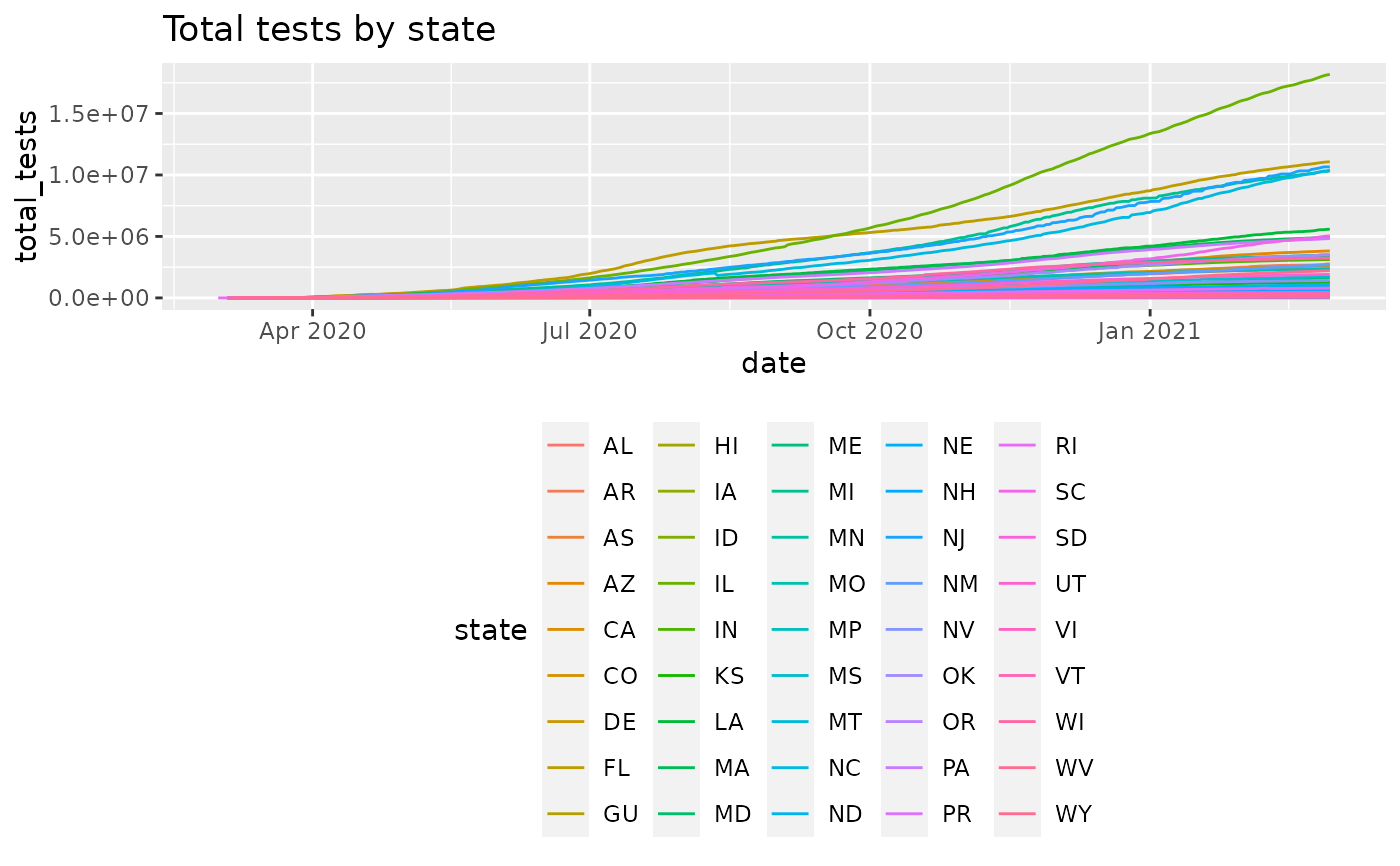 Total tests by state
total_tests
1.5e+07
1.0e+07
5.0e+06
0.0e+00
Apr 2020 Jul 2020 Oct 2020 Jan 2021
date
state
AL HI ME NE RI
AR IA MI NH SC
AS ID MN NJ SD
AZ IL MO NM UT
CA IN MP NV VI
CO KS MS OK VT
DE LA MT OR WI
FL MA NC PA WV
GU MD ND PR WY